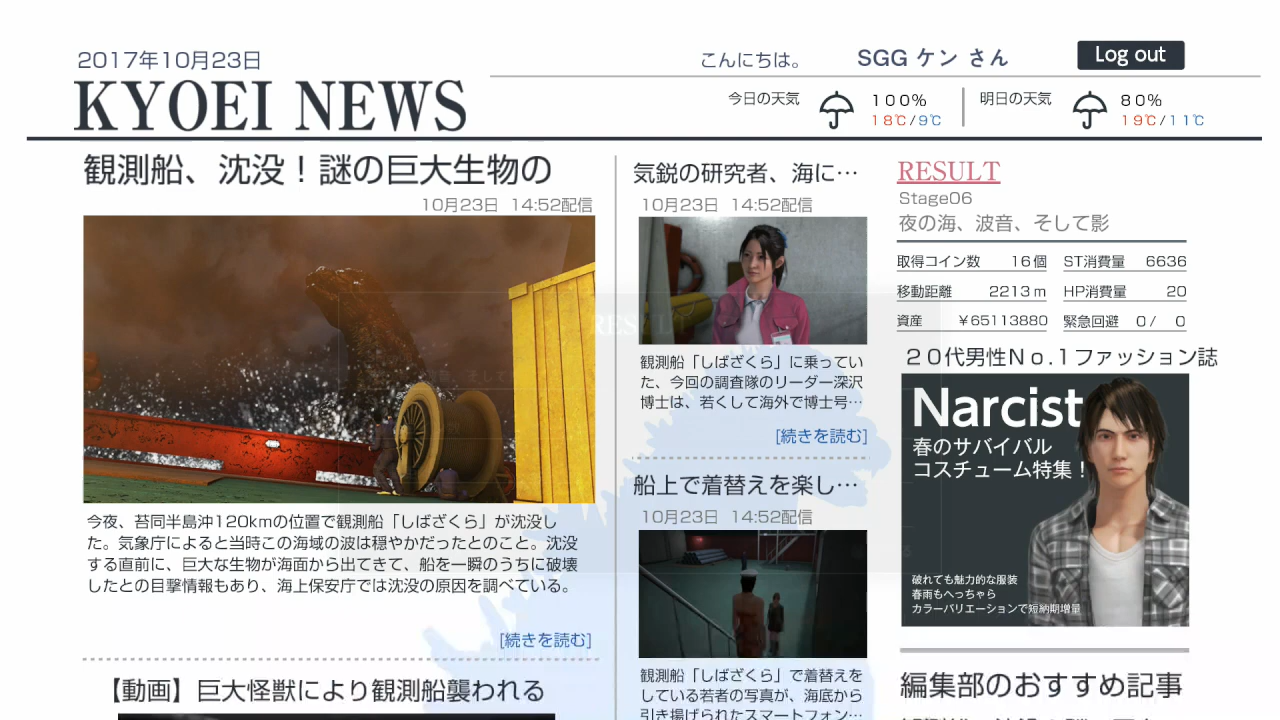 2017年10月23日
こんにちは。 SGG ケン さん Log out
KYOEI NEWS
今日の天気 100% 18℃/9℃ 明日の天気 80% 19℃/11℃
観測船、沈没！謎の巨大生物の
10月23日 14:52配信
今夜、苔同半島沖120kmの位置で観測船「しばざくら」が沈没し
た。気象庁によると当時この海域の波は穏やかだったとのこと。沈没
する直前に、巨大な生物が海面から出てきて、船を一瞬のうちに破壊
したとの目撃情報もあり、海上保安庁では沈没の原因を調べている。
[続きを読む]
【動画】巨大怪獣により観測船襲われる
気鋭の研究者、海に…
10月23日 14:52配信
観測船「しばざくら」に乗ってい
た、今回の調査隊のリーダー深沢
博士は、若くして海外で博士号…
[続きを読む]
船上で着替えを楽し…
10月23日 14:52配信
観測船「しばざくら」で着替えを
している若者の写真が、海底から
引き揚げられたスマートフォン…
RESULT
Stage06
夜の海、波音、そして影
取得コイン数 16個 ST消費量 6636
移動距離 2213m HP消費量 20
資産 ￥65113880 緊急回避 0/ 0
２０代男性Ｎｏ.１ファッション誌
Narcist
春のサバイバル
コスチューム特集！
破れても魅力的な服装
春雨もへっちゃら
カラーバリエーションで短納期増量
編集部のおすすめ記事